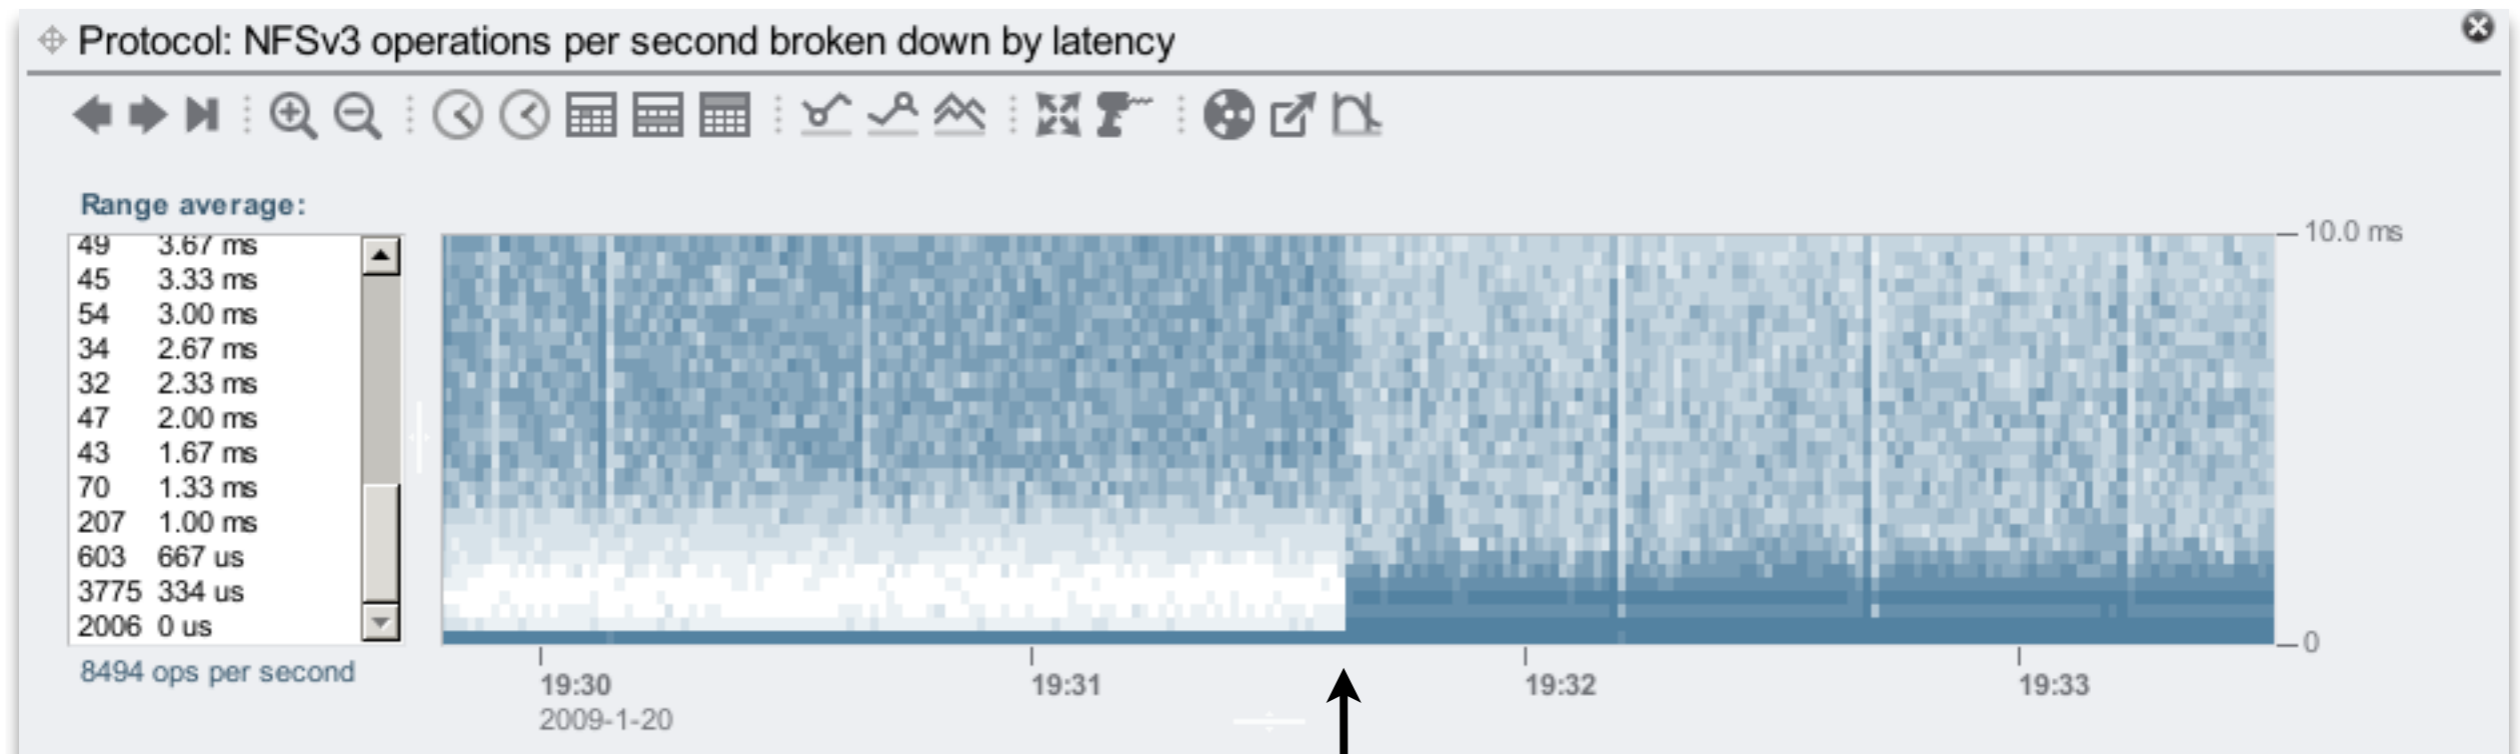 Protocol: NFSv3 operations per second broken down by latency
Range average:
49 3.67 ms
45 3.33 ms
54 3.00 ms
34 2.67 ms
32 2.33 ms
47 2.00 ms
43 1.67 ms
70 1.33 ms
207 1.00 ms
603 667 us
3775 334 us
2006 0 us
8494 ops per second
10.0 ms
0
19:30 19:31 19:32 19:33
2009-1-20